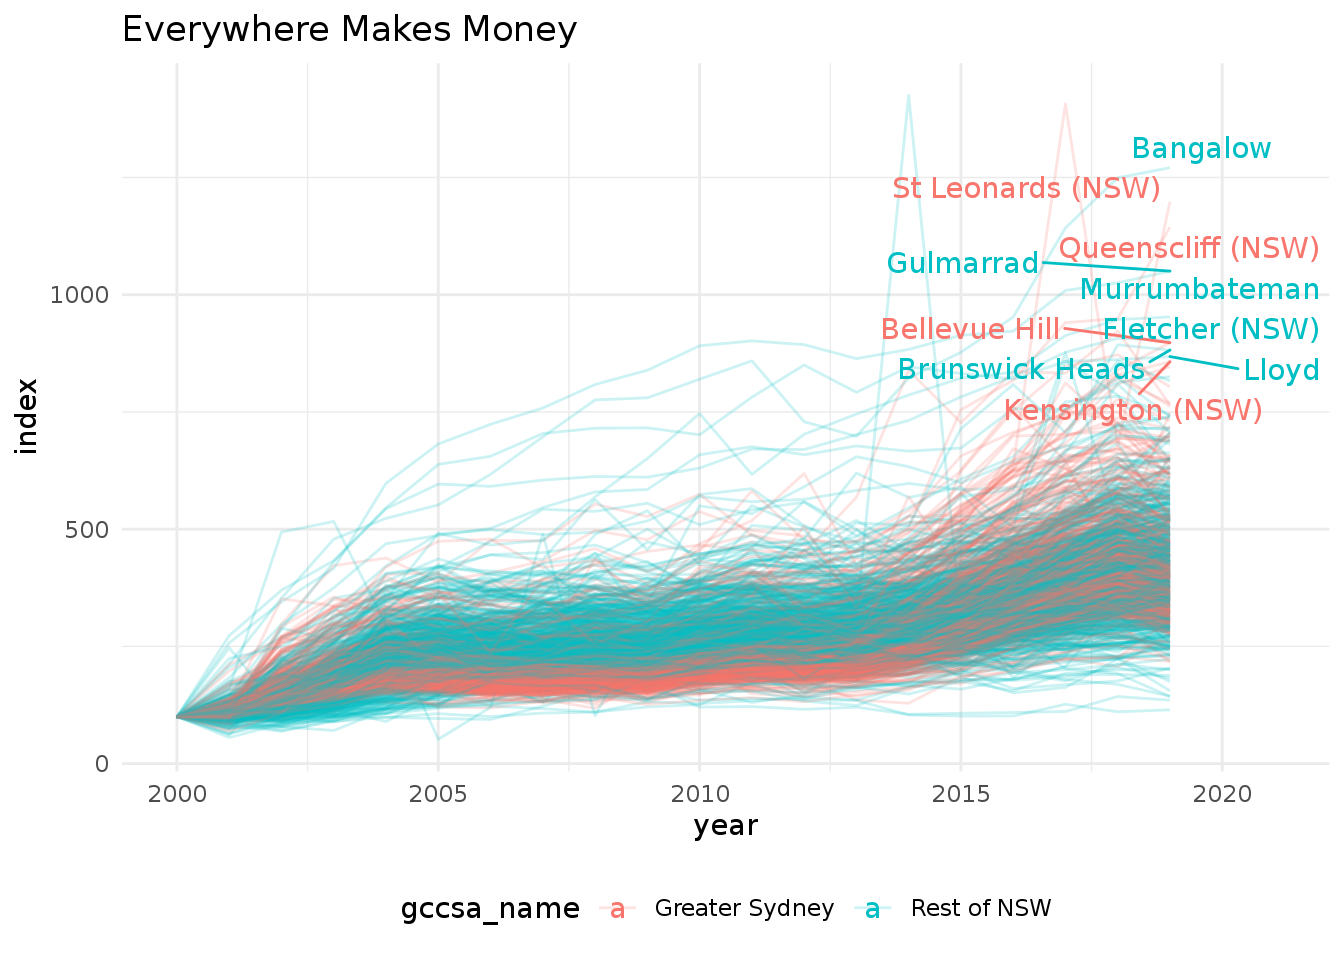 Everywhere Makes Money
index
1000
500
0
Bangalow
St Leonards (NSW)
Queenscliff (NSW)
Gulmarrad
Murrumbateman
Bellevue Hill
Fletcher (NSW)
Brunswick Heads
Lloyd
Kensington (NSW)
2000 2005 2010 2015 2020
year
gccsa_name a Greater Sydney a Rest of NSW